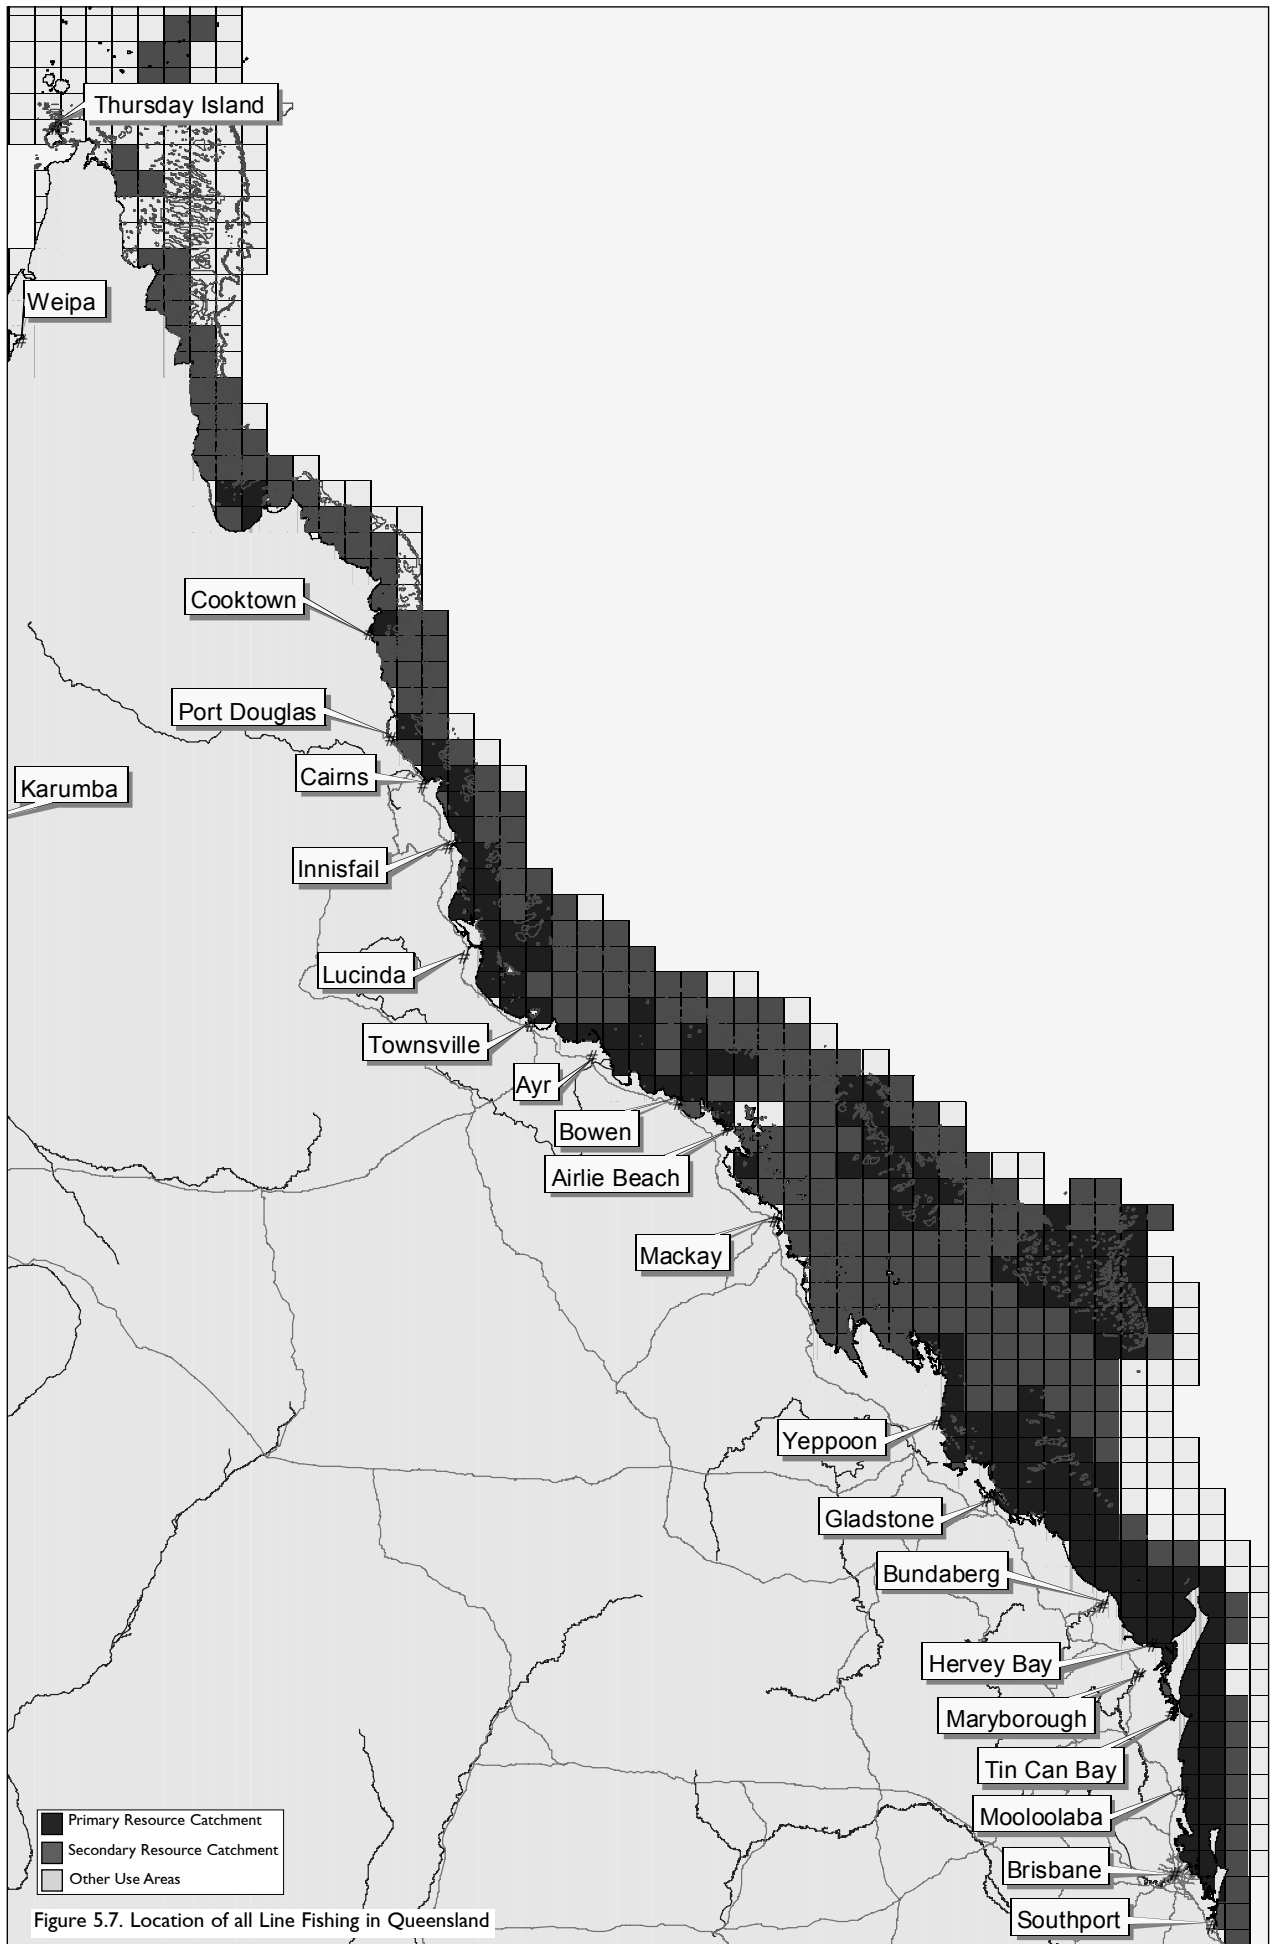 Thursday Island
Weipa
Cooktown
Port Douglas
Cairns
Karumba
Innisfail
Lucinda
Townsville
Ayr
Bowen
Airlie Beach
Mackay
Yeppoon
Gladstone
Bundaberg
Hervey Bay
Maryborough
Tin Can Bay
Mooloolaba
Brisbane
Southport
Primary Resource Catchment
Secondary Resource Catchment
Other Use Areas
Figure 5.7. Location of all Line Fishing in Queensland